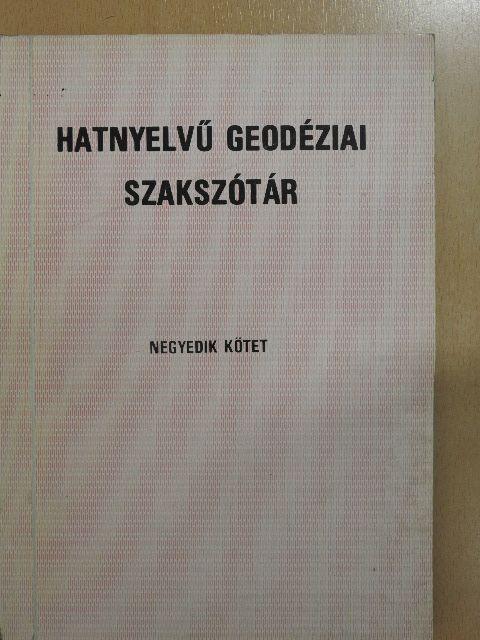 HATNYELVŰ GEODÉZIAI
SZAKSZÓTÁR
NEGYEDIK KÖTET